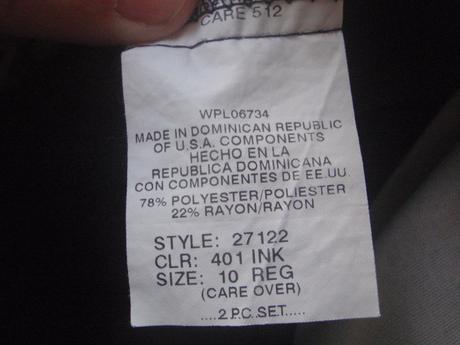 CARE 512
WPL06734
MADE IN DOMINICAN REPUBLIC
OF U.S.A. COMPONENTS
HECHO EN LA
REPUBLICA DOMINICANA
CON COMPONENTES DE EE.UU.
78% POLYESTER/POLIESTER
22% RAYON/RAYON
STYLE: 27122
CLR: 401 INK
SIZE: 10 REG
(CARE OVER)
....2 P.C. SET....